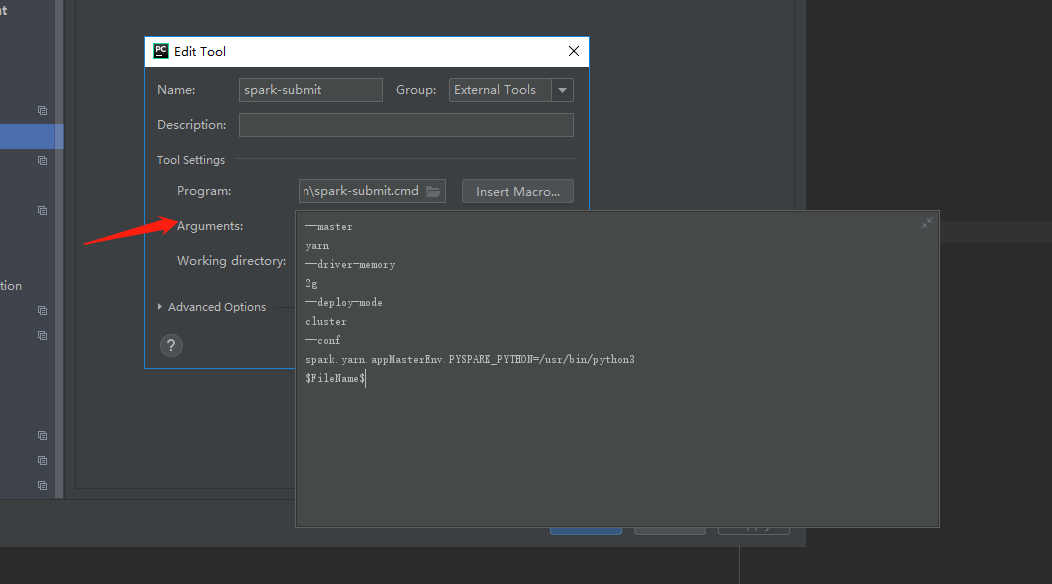 nt
PC
Edit Tool
Name:
spark-submit
Group:
External Tools
Description:
Tool Settings
Program:
n\spark-submit.cmd
Insert Macro...
Arguments:
--master
yarn
--driver-memory
2g
--deploy-mode
cluster
--conf
spark.yarn.appMasterEnv.PYSPARK_PYTHON=/usr/bin/python3
$FileName$
Working directory:
Advanced Options
?
tion